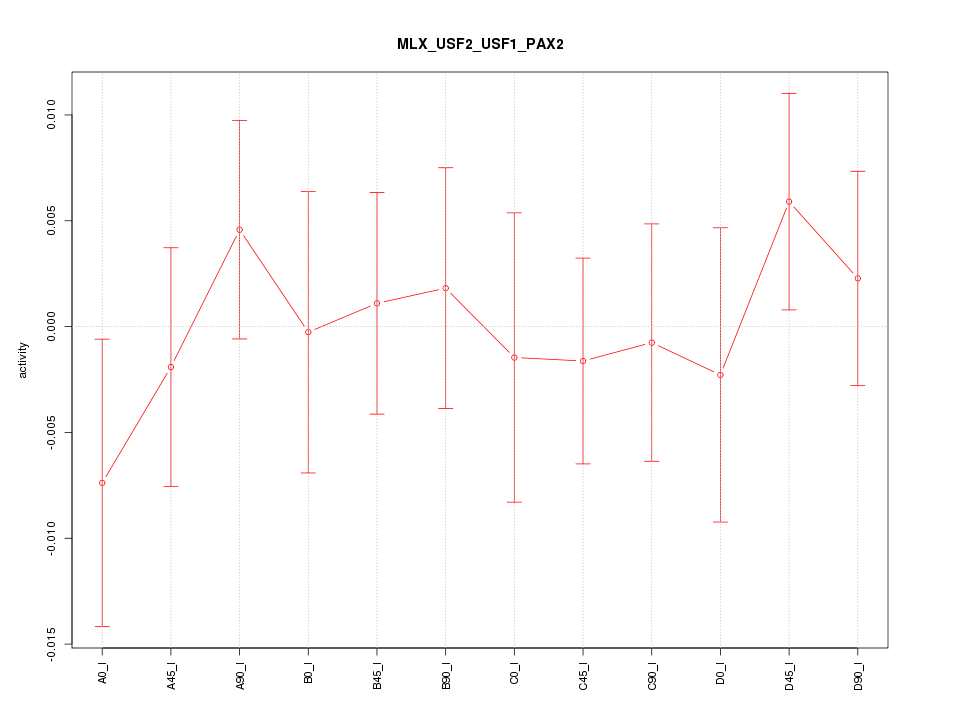 MLX_USF2_USF1_PAX2
activity
0.010
0.005
0.000
-0.005
-0.010
-0.015
A0_I
A45_I
A90_I
B0_I
B45_I
B90_I
C0_I
C45_I
C90_I
D0_I
D45_I
D90_I